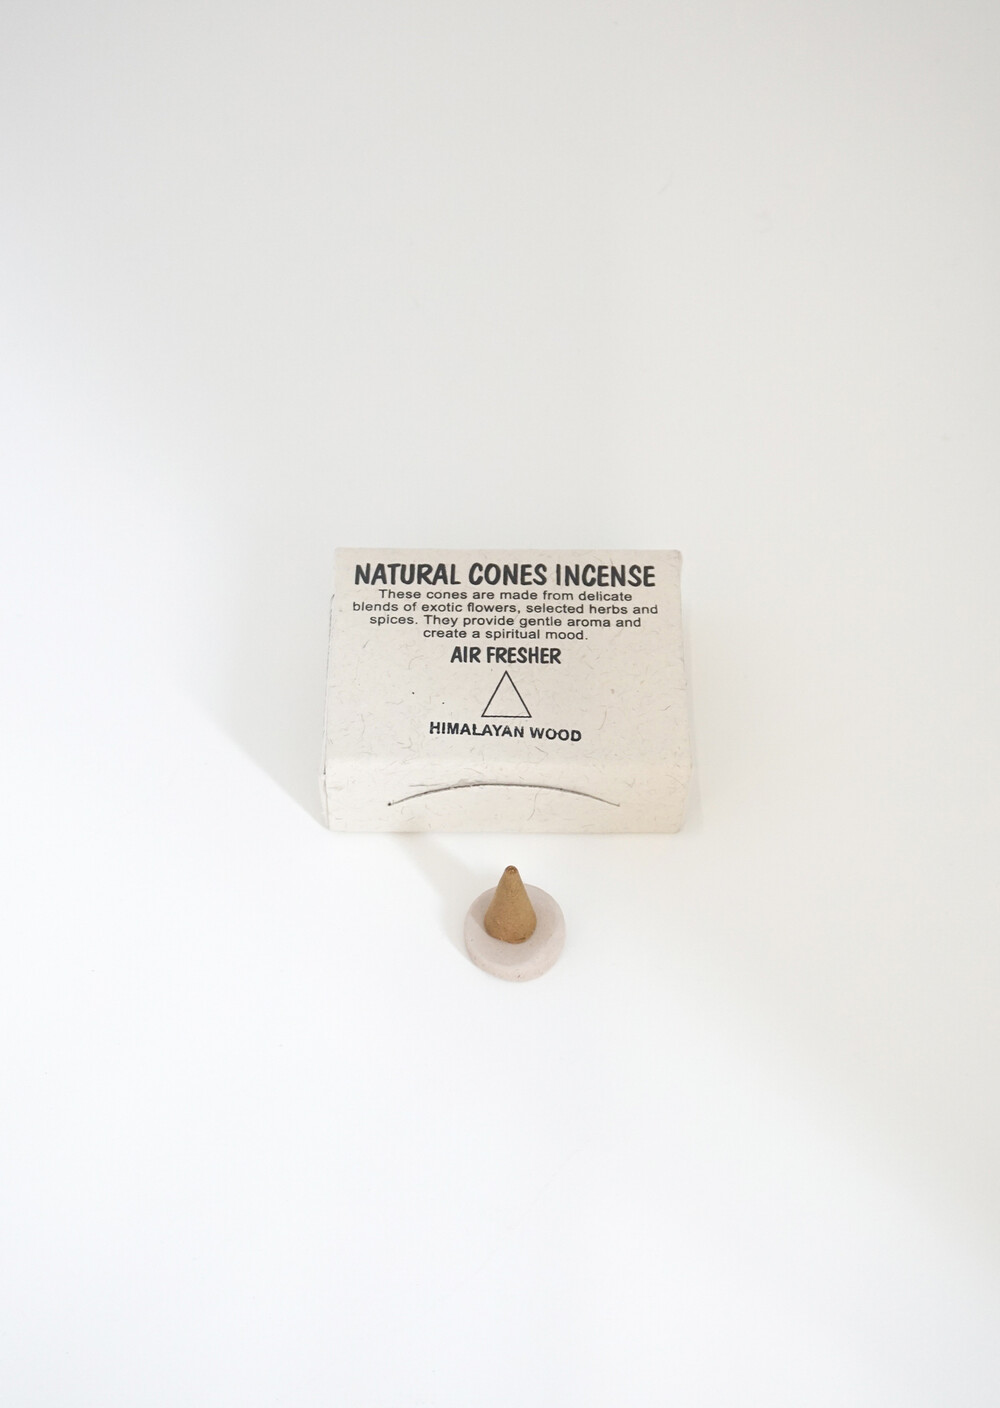 NATURAL CONES INCENSE
These cones are made from delicate
blends of exotic flowers, selected herbs and
spices. They provide gentle aroma and
create a spiritual mood.
AIR FRESHER
HIMALAYAN WOOD